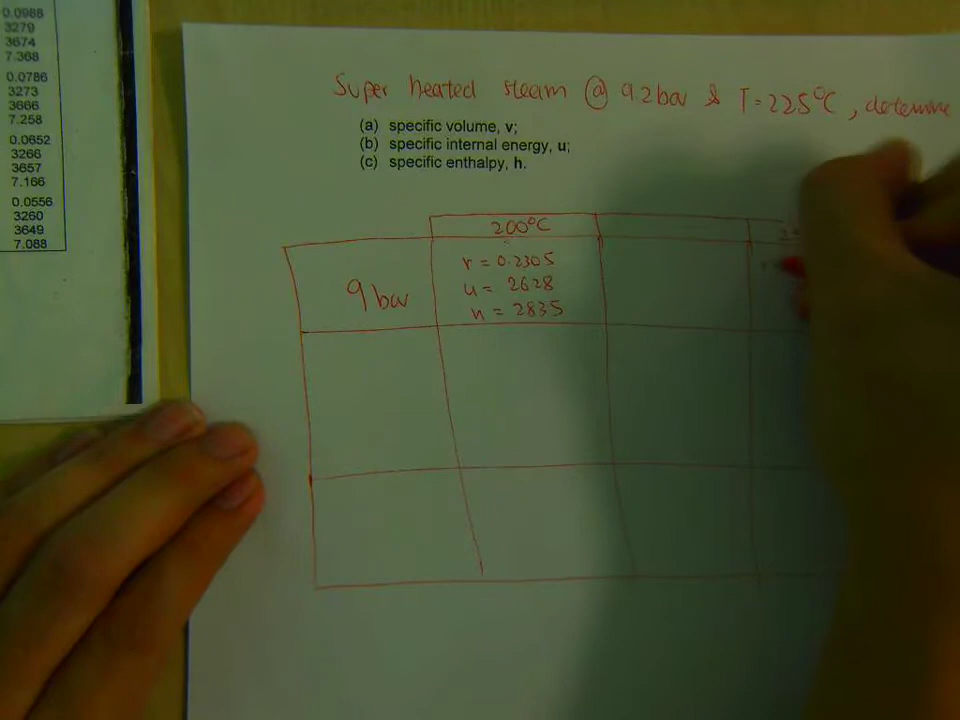 0.0988
3279
3674
7.368
0.0786
3273
3666
7.258
0.0652
3266
3657
7.166
0.0556
3260
3649
7.088
Super heated steam @ 9.2 bar & T = 225°C, determine
(a) specific volume, v;
(b) specific internal energy, u;
(c) specific enthalpy, h.
200°C
9 bar
v = 0.2305
u = 2628
h = 2835